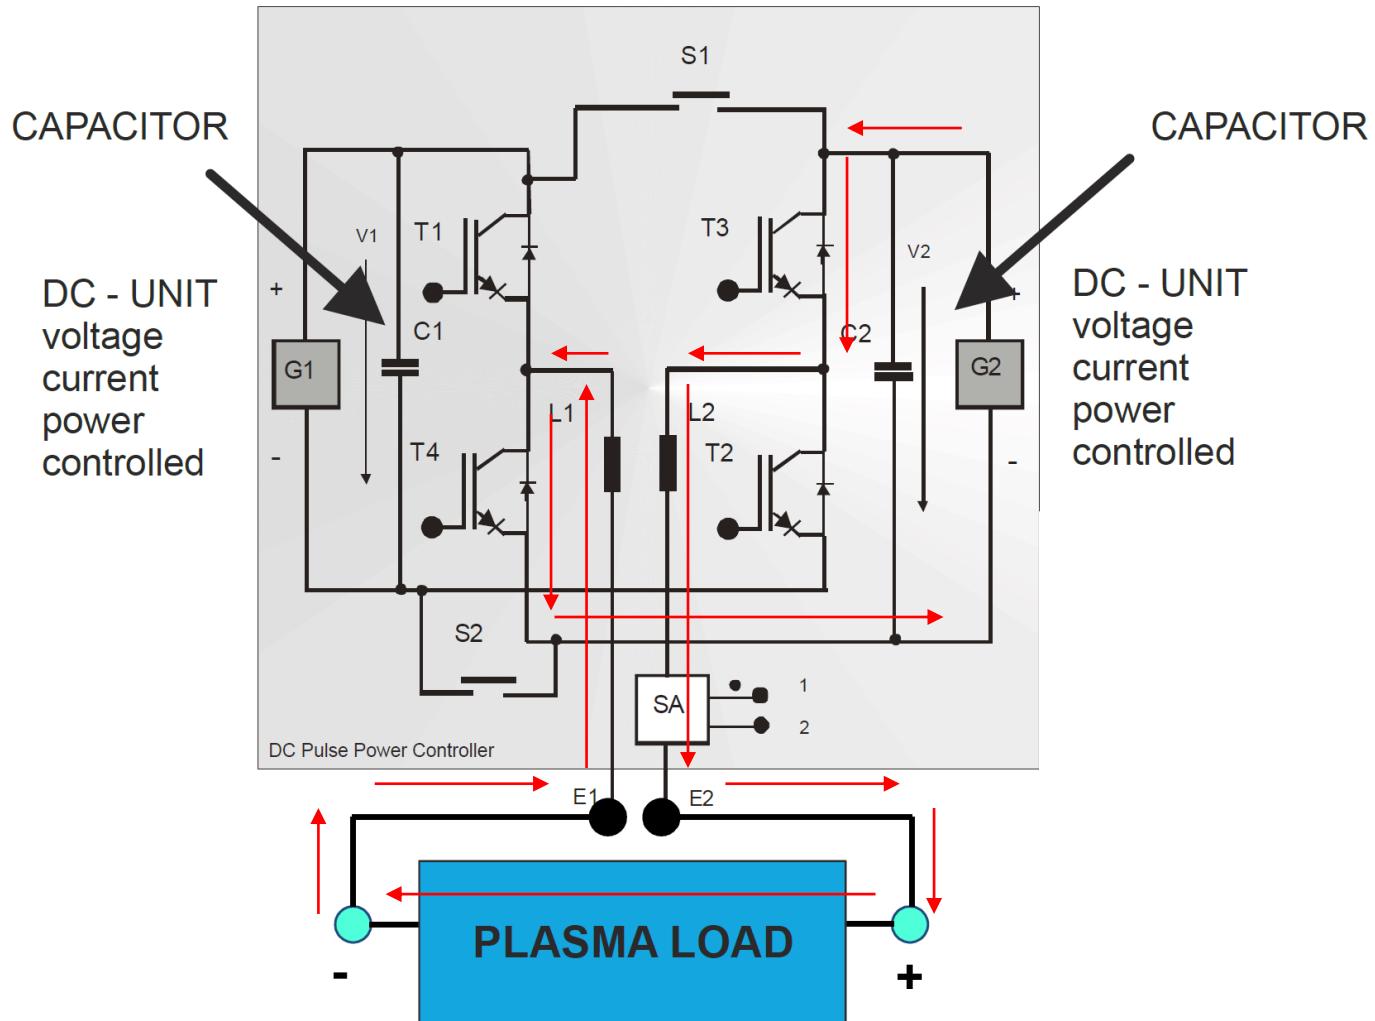 S1
CAPACITOR
CAPACITOR
T1
T3
V1
V2
DC - UNIT
voltage
current
power
controlled
+
+
DC - UNIT
voltage
current
power
controlled
C1
C2
G1
G2
L1
L2
T4
T2
-
-
S2
SA
1
2
DC Pulse Power Controller
E1
E2
PLASMA LOAD
-
+